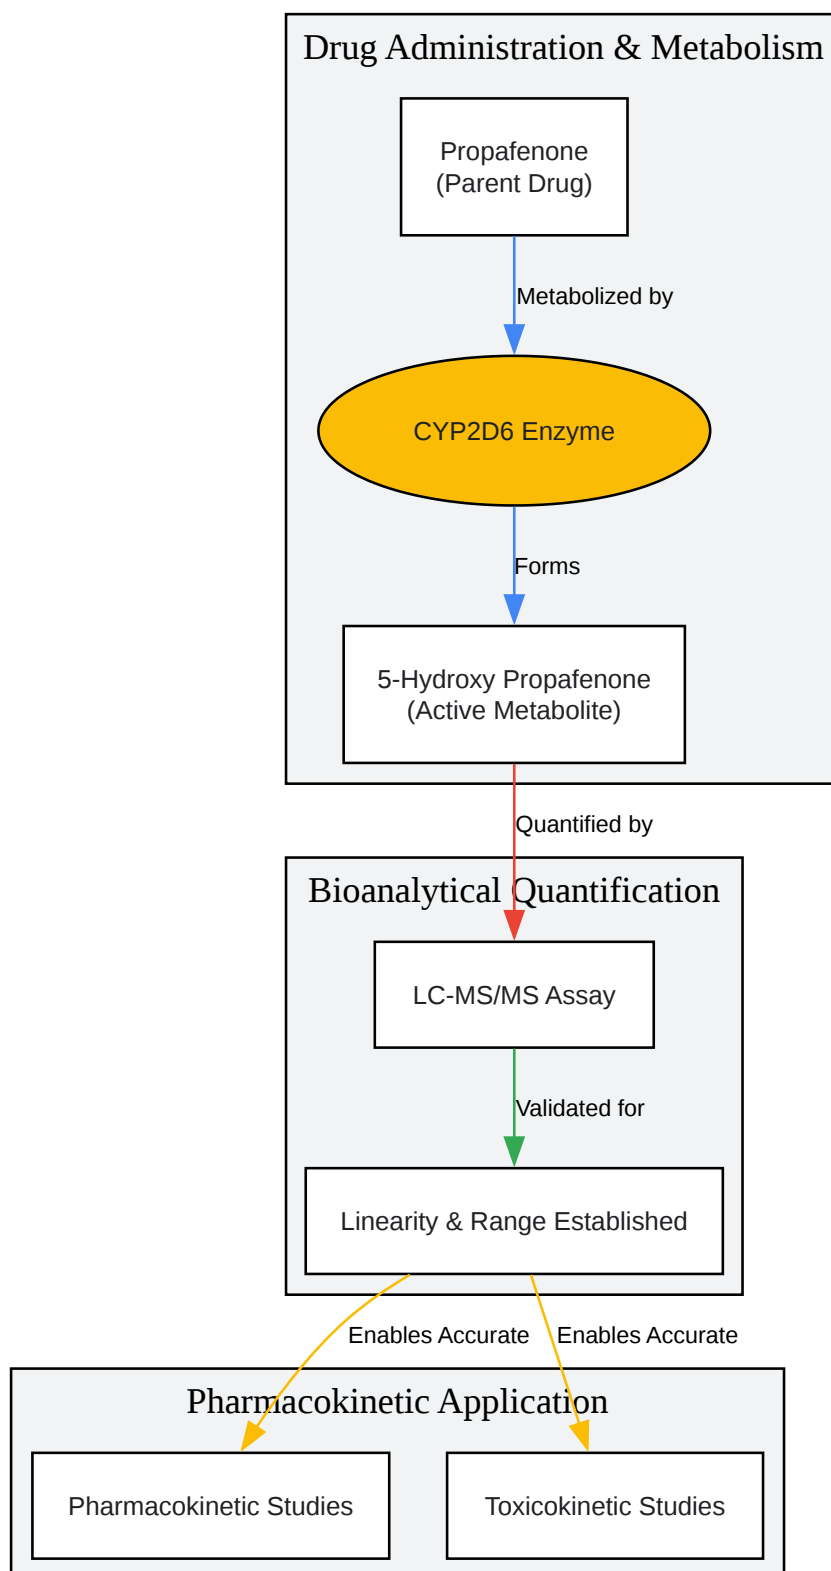 Drug Administration & Metabolism
Propafenone
(Parent Drug)
Metabolized by
CYP2D6 Enzyme
Forms
5-Hydroxy Propafenone
(Active Metabolite)
Quantified by
Bioanalytical Quantification
LC-MS/MS Assay
Validated for
Linearity & Range Established
Enables Accurate
Enables Accurate
Pharmacokinetic Application
Pharmacokinetic Studies
Toxicokinetic Studies